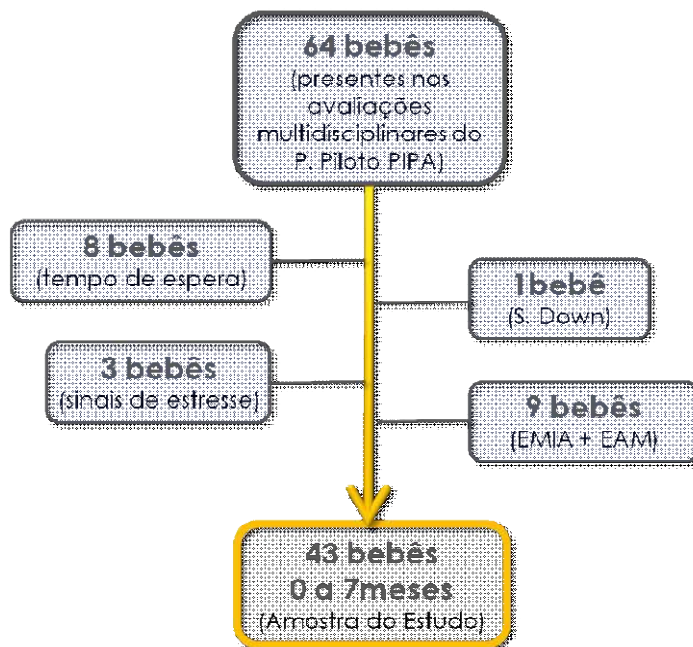 64 bebês
(presentes nas
avaliações
multidisciplinares do
P. Piloto PIPA)
8 bebês
(tempo de espera)
1bebê
(S. Down)
3 bebês
(sinais de estresse)
9 bebês
(EMIA + EAM)
43 bebês
0 a 7meses
(Amostra do Estudo)